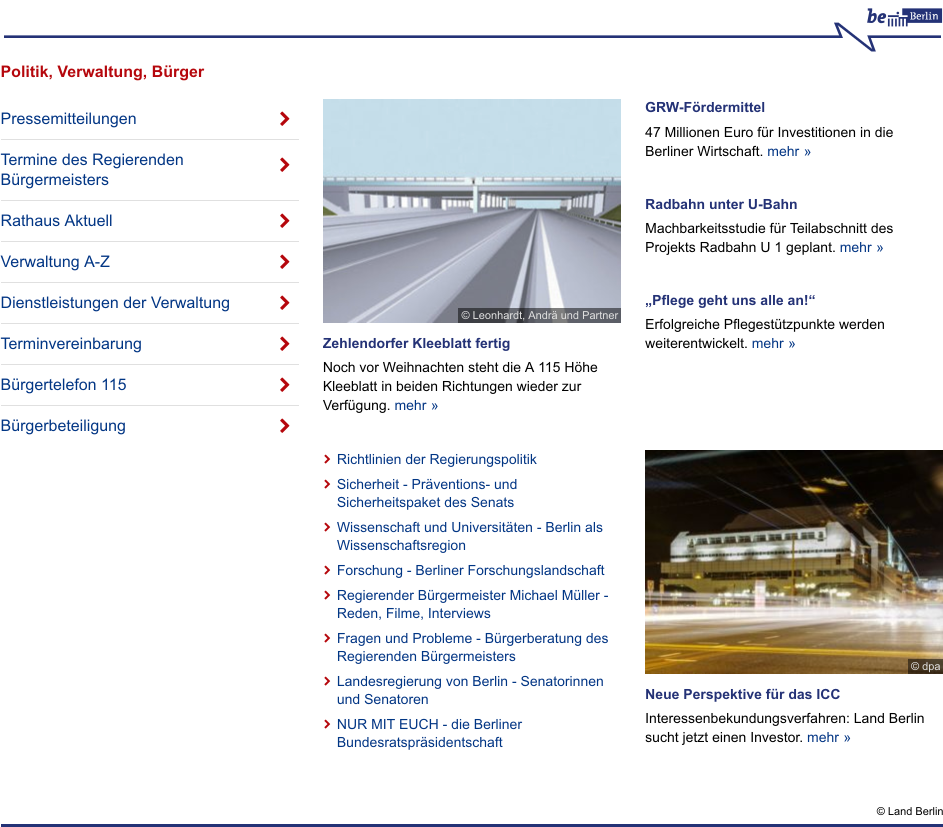 be Berlin
Politik, Verwaltung, Bürger
Pressemitteilungen
Termine des Regierenden
Bürgermeisters
Rathaus Aktuell
Verwaltung A-Z
Dienstleistungen der Verwaltung
Terminvereinbarung
Bürgertelefon 115
Bürgerbeteiligung
© Leonhardt, Andrä und Partner
Zehlendorfer Kleeblatt fertig
Noch vor Weihnachten steht die A 115 Höhe
Kleeblatt in beiden Richtungen wieder zur
Verfügung. mehr »
GRW-Fördermittel
47 Millionen Euro für Investitionen in die
Berliner Wirtschaft. mehr »
Radbahn unter U-Bahn
Machbarkeitsstudie für Teilabschnitt des
Projekts Radbahn U 1 geplant. mehr »
„Pflege geht uns alle an!“
Erfolgreiche Pflegestützpunkte werden
weiterentwickelt. mehr »
Richtlinien der Regierungspolitik
Sicherheit - Präventions- und
Sicherheitspaket des Senats
Wissenschaft und Universitäten - Berlin als
Wissenschaftsregion
Forschung - Berliner Forschungslandschaft
Regierender Bürgermeister Michael Müller -
Reden, Filme, Interviews
Fragen und Probleme - Bürgerberatung des
Regierenden Bürgermeisters
Landesregierung von Berlin - Senatorinnen
und Senatoren
NUR MIT EUCH - die Berliner
Bundesratspräsidentschaft
© dpa
Neue Perspektive für das ICC
Interessenbekundungsverfahren: Land Berlin
sucht jetzt einen Investor. mehr »
© Land Berlin